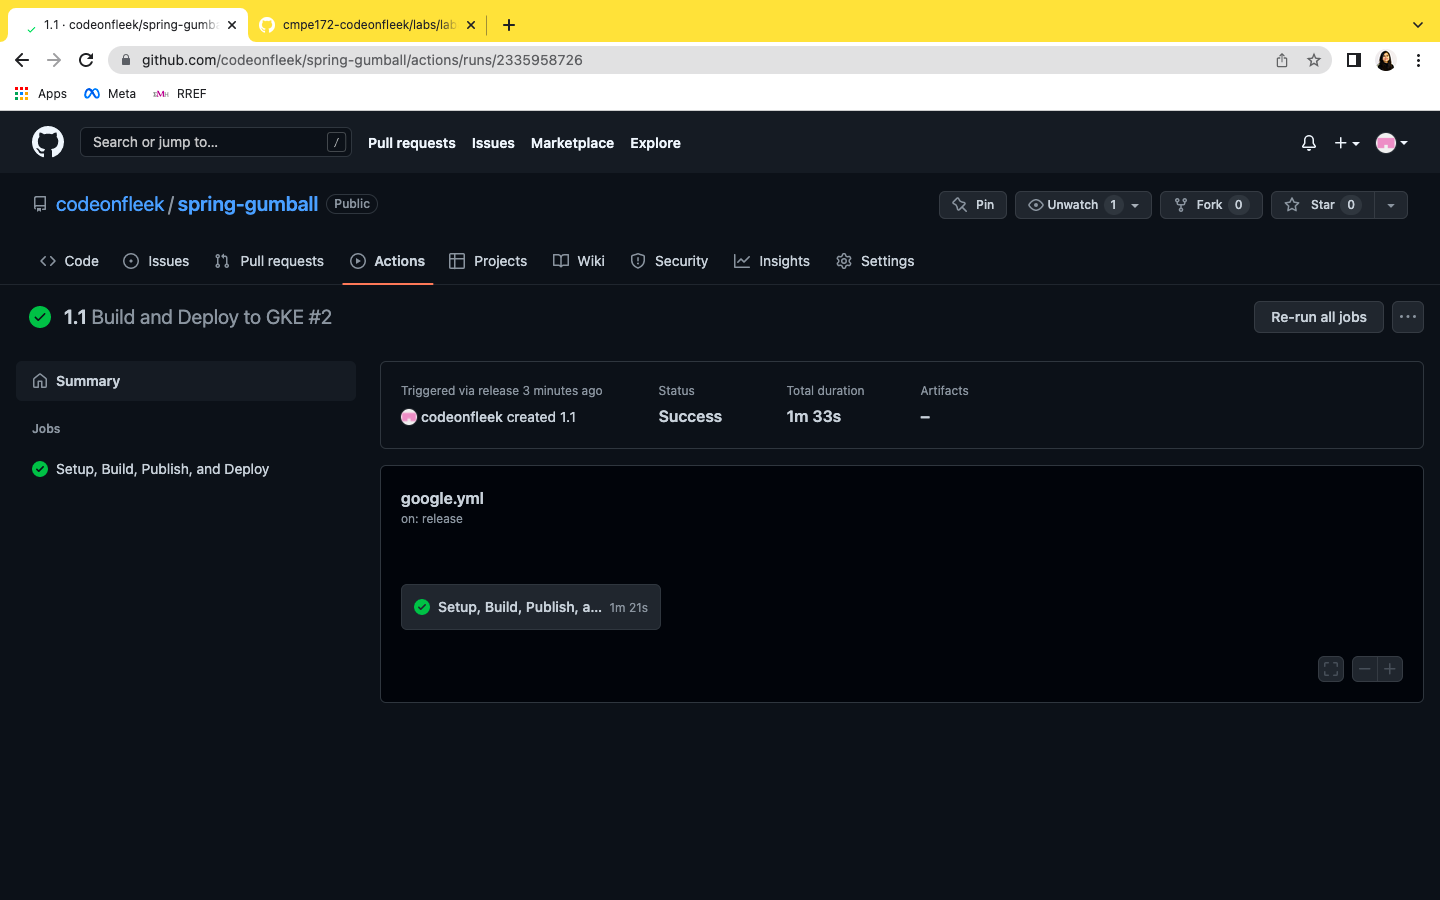 1.1 · codeonfleek/spring-gumba
cmpe172-codeonfleek/labs/lab
github.com/codeonfleek/spring-gumball/actions/runs/2335958726
Apps Meta RREF
Search or jump to... / Pull requests Issues Marketplace Explore
codeonfleek / spring-gumball Public
Pin Unwatch 1 Fork 0 Star 0
Code Issues Pull requests Actions Projects Wiki Security Insights Settings
1.1 Build and Deploy to GKE #2
Re-run all jobs
Summary
Jobs
Setup, Build, Publish, and Deploy
Triggered via release 3 minutes ago Status Total duration Artifacts
codeonfleek created 1.1 Success 1m 33s –
google.yml
on: release
Setup, Build, Publish, a... 1m 21s